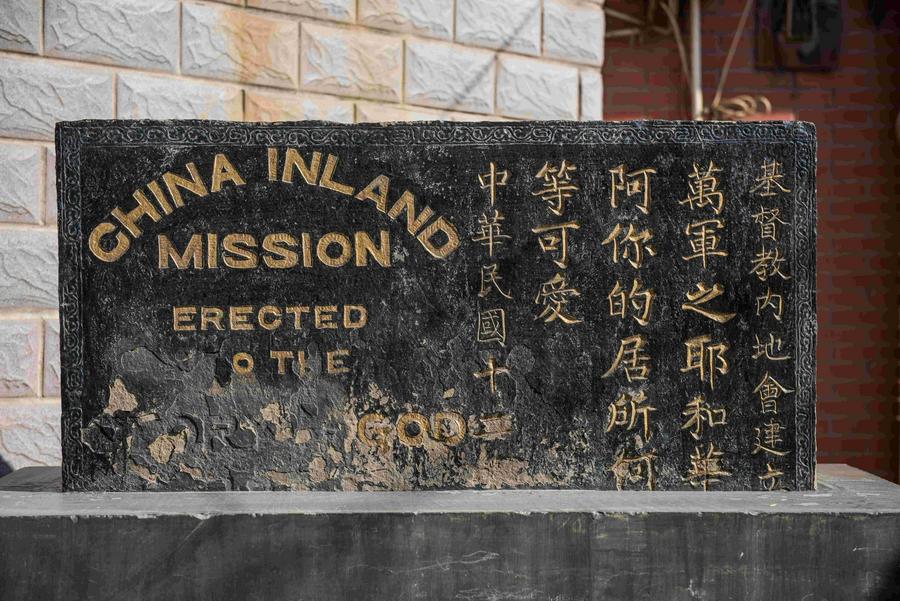 CHINA INLAND
MISSION
ERECTED
O THE
GOD
基督教内地會建立
萬軍之耶和華
阿你的居所何
等可愛
中華民國十